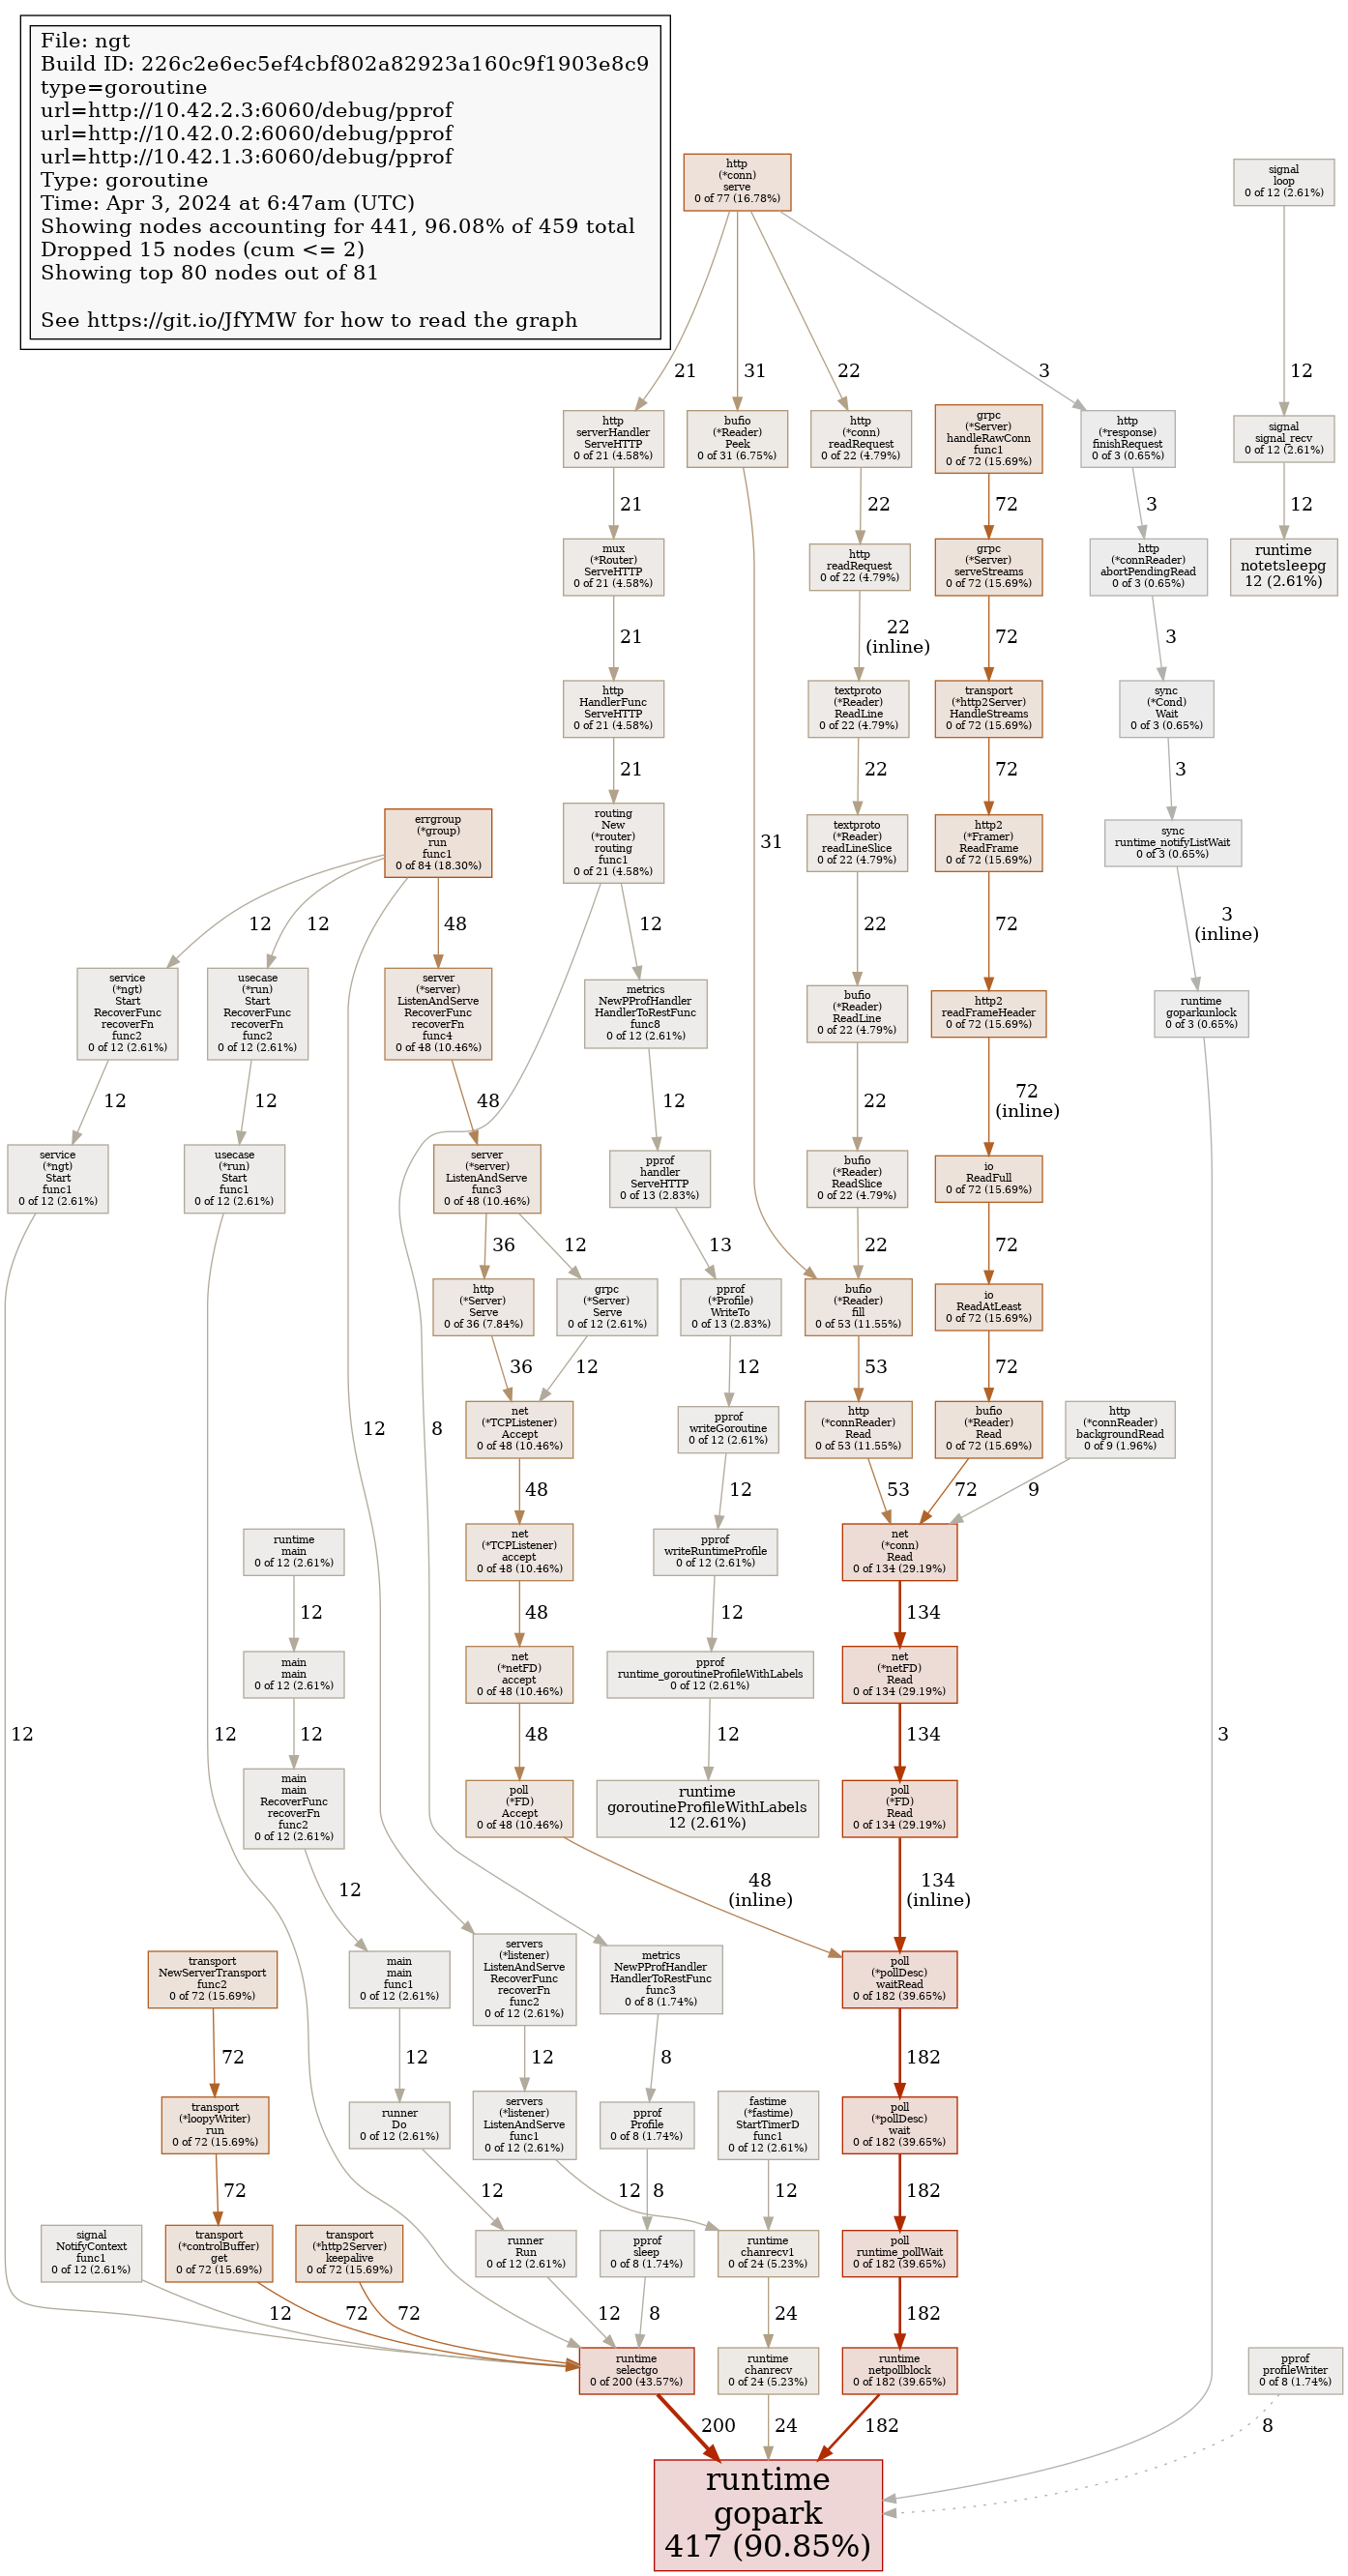 File: ngt
Build ID: 226c2e6ec5ef4cbf802a82923a160c9f1903e8c9
type=goroutine
url=http://10.42.2.3:6060/debug/pprof
url=http://10.42.0.2:6060/debug/pprof
url=http://10.42.1.3:6060/debug/pprof
Type: goroutine
Time: Apr 3, 2024 at 6:47am (UTC)
Showing nodes accounting for 441, 96.08% of 459 total
Dropped 15 nodes (cum <= 2)
Showing top 80 nodes out of 81
See https://git.io/JfYMW for how to read the graph
http
(*conn)
serve
0 of 77 (16.78%)
signal
loop
0 of 12 (2.61%)
21
31
22
3
12
http
serverHandler
ServeHTTP
0 of 21 (4.58%)
bufio
(*Reader)
Peek
0 of 31 (6.75%)
http
(*conn)
readRequest
0 of 22 (4.79%)
grpc
(*Server)
handleRawConn
func1
0 of 72 (15.69%)
http
(*response)
finishRequest
0 of 3 (0.65%)
signal
signal_recv
0 of 12 (2.61%)
21
22
72
3
12
mux
(*Router)
ServeHTTP
0 of 21 (4.58%)
http
readRequest
0 of 22 (4.79%)
grpc
(*Server)
serveStreams
0 of 72 (15.69%)
http
(*connReader)
abortPendingRead
0 of 3 (0.65%)
runtime
notetsleepg
12 (2.61%)
21
22
(inline)
72
3
http
HandlerFunc
ServeHTTP
0 of 21 (4.58%)
textproto
(*Reader)
ReadLine
0 of 22 (4.79%)
transport
(*http2Server)
HandleStreams
0 of 72 (15.69%)
sync
(*Cond)
Wait
0 of 3 (0.65%)
21
22
72
3
errgroup
(*group)
run
func1
0 of 84 (18.30%)
routing
New
(*router)
routing
func1
0 of 21 (4.58%)
31
textproto
(*Reader)
readLineSlice
0 of 22 (4.79%)
http2
(*Framer)
ReadFrame
0 of 72 (15.69%)
sync
runtime_notifyListWait
0 of 3 (0.65%)
12
12
48
12
22
72
3
(inline)
service
(*ngt)
Start
RecoverFunc
recoverFn
func2
0 of 12 (2.61%)
usecase
(*run)
Start
RecoverFunc
recoverFn
func2
0 of 12 (2.61%)
server
(*server)
ListenAndServe
RecoverFunc
recoverFn
func4
0 of 48 (10.46%)
metrics
NewPProfHandler
HandlerToRestFunc
func8
0 of 12 (2.61%)
bufio
(*Reader)
ReadLine
0 of 22 (4.79%)
http2
readFrameHeader
0 of 72 (15.69%)
runtime
goparkunlock
0 of 3 (0.65%)
12
12
48
12
22
72
(inline)
service
(*ngt)
Start
func1
0 of 12 (2.61%)
usecase
(*run)
Start
func1
0 of 12 (2.61%)
server
(*server)
ListenAndServe
func3
0 of 48 (10.46%)
pprof
handler
ServeHTTP
0 of 13 (2.83%)
bufio
(*Reader)
ReadSlice
0 of 22 (4.79%)
io
ReadFull
0 of 72 (15.69%)
36
12
13
22
72
http
(*Server)
Serve
0 of 36 (7.84%)
grpc
(*Server)
Serve
0 of 12 (2.61%)
pprof
(*Profile)
WriteTo
0 of 13 (2.83%)
bufio
(*Reader)
fill
0 of 53 (11.55%)
io
ReadAtLeast
0 of 72 (15.69%)
36
12
12
53
72
12
8
net
(*TCPListener)
Accept
0 of 48 (10.46%)
pprof
writeGoroutine
0 of 12 (2.61%)
http
(*connReader)
Read
0 of 53 (11.55%)
bufio
(*Reader)
Read
0 of 72 (15.69%)
http
(*connReader)
backgroundRead
0 of 9 (1.96%)
48
12
53
72
9
runtime
main
0 of 12 (2.61%)
net
(*TCPListener)
accept
0 of 48 (10.46%)
pprof
writeRuntimeProfile
0 of 12 (2.61%)
net
(*conn)
Read
0 of 134 (29.19%)
12
48
12
134
main
main
0 of 12 (2.61%)
net
(*netFD)
accept
0 of 48 (10.46%)
pprof
runtime_goroutineProfileWithLabels
0 of 12 (2.61%)
net
(*netFD)
Read
0 of 134 (29.19%)
12
12
12
48
12
134
3
main
main
RecoverFunc
recoverFn
func2
0 of 12 (2.61%)
poll
(*FD)
Accept
0 of 48 (10.46%)
runtime
goroutineProfileWithLabels
12 (2.61%)
poll
(*FD)
Read
0 of 134 (29.19%)
12
48
(inline)
134
(inline)
transport
NewServerTransport
func2
0 of 72 (15.69%)
main
main
func1
0 of 12 (2.61%)
servers
(*listener)
ListenAndServe
RecoverFunc
recoverFn
func2
0 of 12 (2.61%)
metrics
NewPProfHandler
HandlerToRestFunc
func3
0 of 8 (1.74%)
poll
(*pollDesc)
waitRead
0 of 182 (39.65%)
72
12
12
8
182
transport
(*loopyWriter)
run
0 of 72 (15.69%)
runner
Do
0 of 12 (2.61%)
servers
(*listener)
ListenAndServe
func1
0 of 12 (2.61%)
pprof
Profile
0 of 8 (1.74%)
fastime
(*fastime)
StartTimerD
func1
0 of 12 (2.61%)
poll
(*pollDesc)
wait
0 of 182 (39.65%)
72
12
12
8
12
182
signal
NotifyContext
func1
0 of 12 (2.61%)
transport
(*controlBuffer)
get
0 of 72 (15.69%)
transport
(*http2Server)
keepalive
0 of 72 (15.69%)
runner
Run
0 of 12 (2.61%)
pprof
sleep
0 of 8 (1.74%)
runtime
chanrecv1
0 of 24 (5.23%)
poll
runtime_pollWait
0 of 182 (39.65%)
12
72
72
12
8
24
182
runtime
selectgo
0 of 200 (43.57%)
runtime
chanrecv
0 of 24 (5.23%)
runtime
netpollblock
0 of 182 (39.65%)
pprof
profileWriter
0 of 8 (1.74%)
200
24
182
8
runtime
gopark
417 (90.85%)